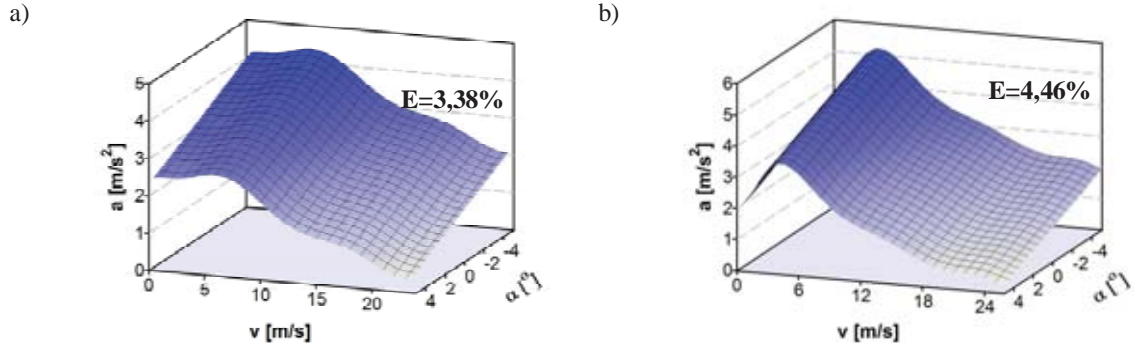 a)
E=3,38%
5
4
3
2
1
0
a [m/s²]
0 5 10 15 20
v [m/s]
4 2 0 -2 -4
α [°]
b)
E=4,46%
6
5
4
3
2
1
0
a [m/s²]
0 6 12 18 24
v [m/s]
4 2 0 -2 -4
α [°]